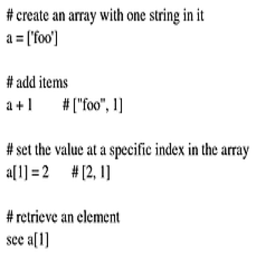 # create an array with one string in it
a = ['foo']
# add items
a + 1 # ["foo", 1]
# set the value at a specific index in the array
a[1] = 2 # [2, 1]
# retrieve an element
see a[1]